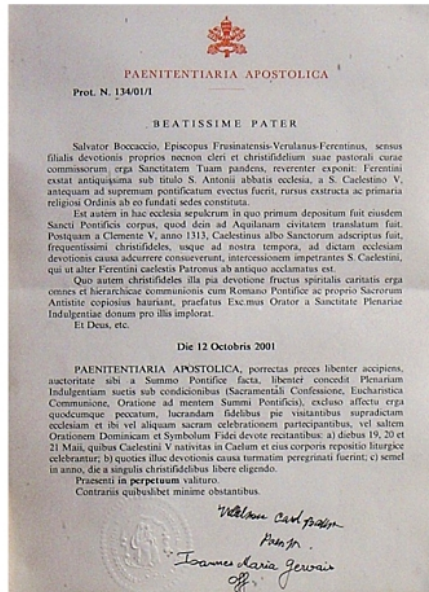 PAENITENTIARIA APOSTOLICA
Prot. N. 134/01/I
BEATISSIME PATER
Salvator Boccaccio, Episcopus Frusinatensis-Verulanus-Ferentinus, sensus
filialis devotionis proprios necnon cleri et christifidelium suae pastorali curae
commissorum erga Sanctitatem Tuam pandens, reverenter exponit: Ferentini
exstat antiquissima sub titulo S. Antonii abbatis ecclesia, a S. Caelestino V,
antequam ad supremum pontificatum evectus fuerit, rursus exstructa ac primaria
religiosi Ordinis ab eo fundati sedes constituta.
Est autem in hac ecclesia sepulcrum in quo primum depositum fuit eiusdem
Sancti Pontificis corpus, quod dein ad Aquilanam civitatem translatum fuit.
Postquam a Clemente V, anno 1313, Caelestinus albo Sanctorum adscriptus fuit,
frequentissimi christifideles, usque ad nostra tempora, ad dictam ecclesiam
devotionis causa adcurrere consueverunt, intercessionem impetrantes S. Caelestini,
qui ut alter Ferentini caelestis Patronus ab antiquo acclamatus est.
Quo autem christifideles illa pia devotione fructus spiritalis caritatis erga
omnes et hierarchicae communionis cum Romano Pontifice ac proprio Sacrorum
Antistite copiosius hauriant, praefatus Exc.mus Orator a Sanctitate Plenariae
Indulgentiae donum pro illis implorat.
Et Deus, etc.
Die 12 Octobris 2001
PAENITENTIARIA APOSTOLICA, porrectas preces libenter accipiens,
auctoritate sibi a Summo Pontifice facta, libenter concedit Plenariam
Indulgentiam suetis sub condicionibus (Sacramentali Confessione, Eucharistica
Communione, Oratione ad mentem Summi Pontificis), excluso affectu erga
quodcumque peccatum, lucrandam fidelibus pie visitantibus supradictam
ecclesiam et ibi vel aliquam sacram celebrationem participantibus, vel saltem
Orationem Dominicam et Symbolum Fidei devote recitantibus: a) diebus 19, 20 et
21 Maii, quibus Caelestini V nativitas in Caelum et eius corporis repositio liturgice
celebrantur; b) quoties illuc devotionis causa turmatim peregrinati fuerint; c) semel
in anno, die a singulis christifidelibus libere eligendo.
Praesenti in perpetuum valituro.
Contrariis quibuslibet minime obstantibus.
Card.
Ioannes Maria Gervais
off.